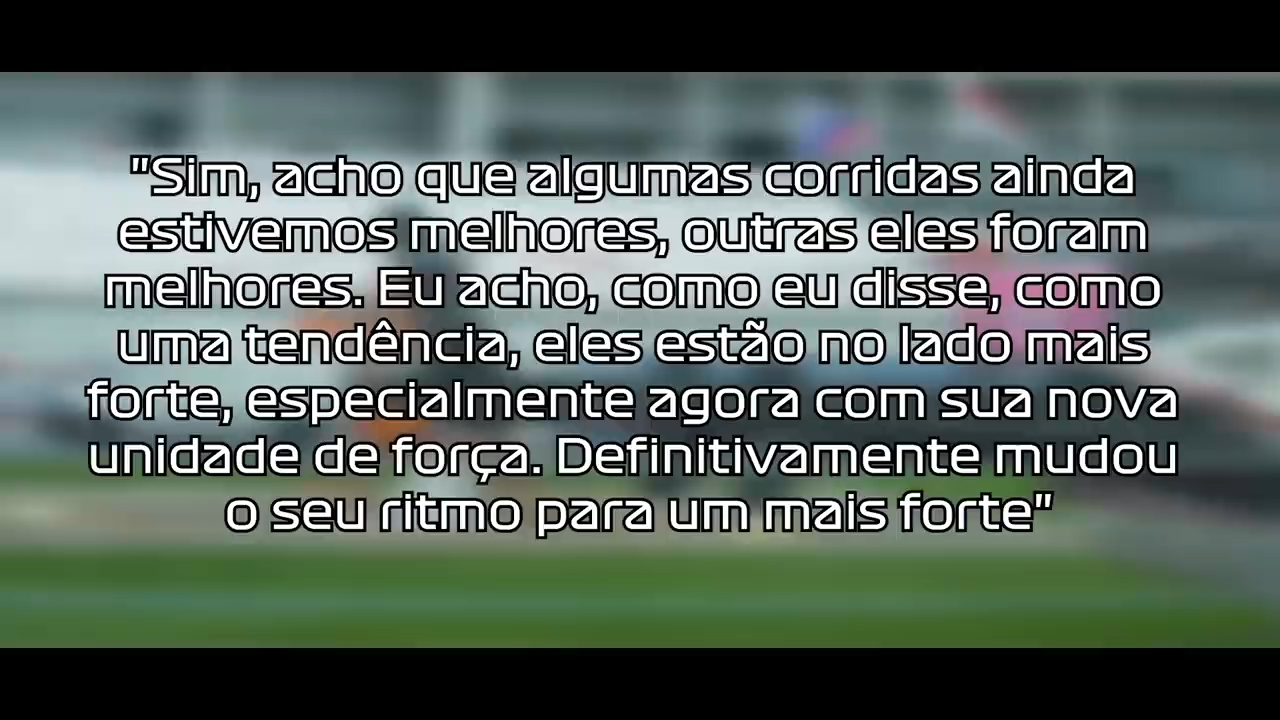 "Sim, acho que algumas corridas ainda
estivemos melhores, outras eles foram
melhores. Eu acho, como eu disse, como
uma tendência, eles estão no lado mais
forte, especialmente agora com sua nova
unidade de força. Definitivamente mudou
o seu ritmo para um mais forte"